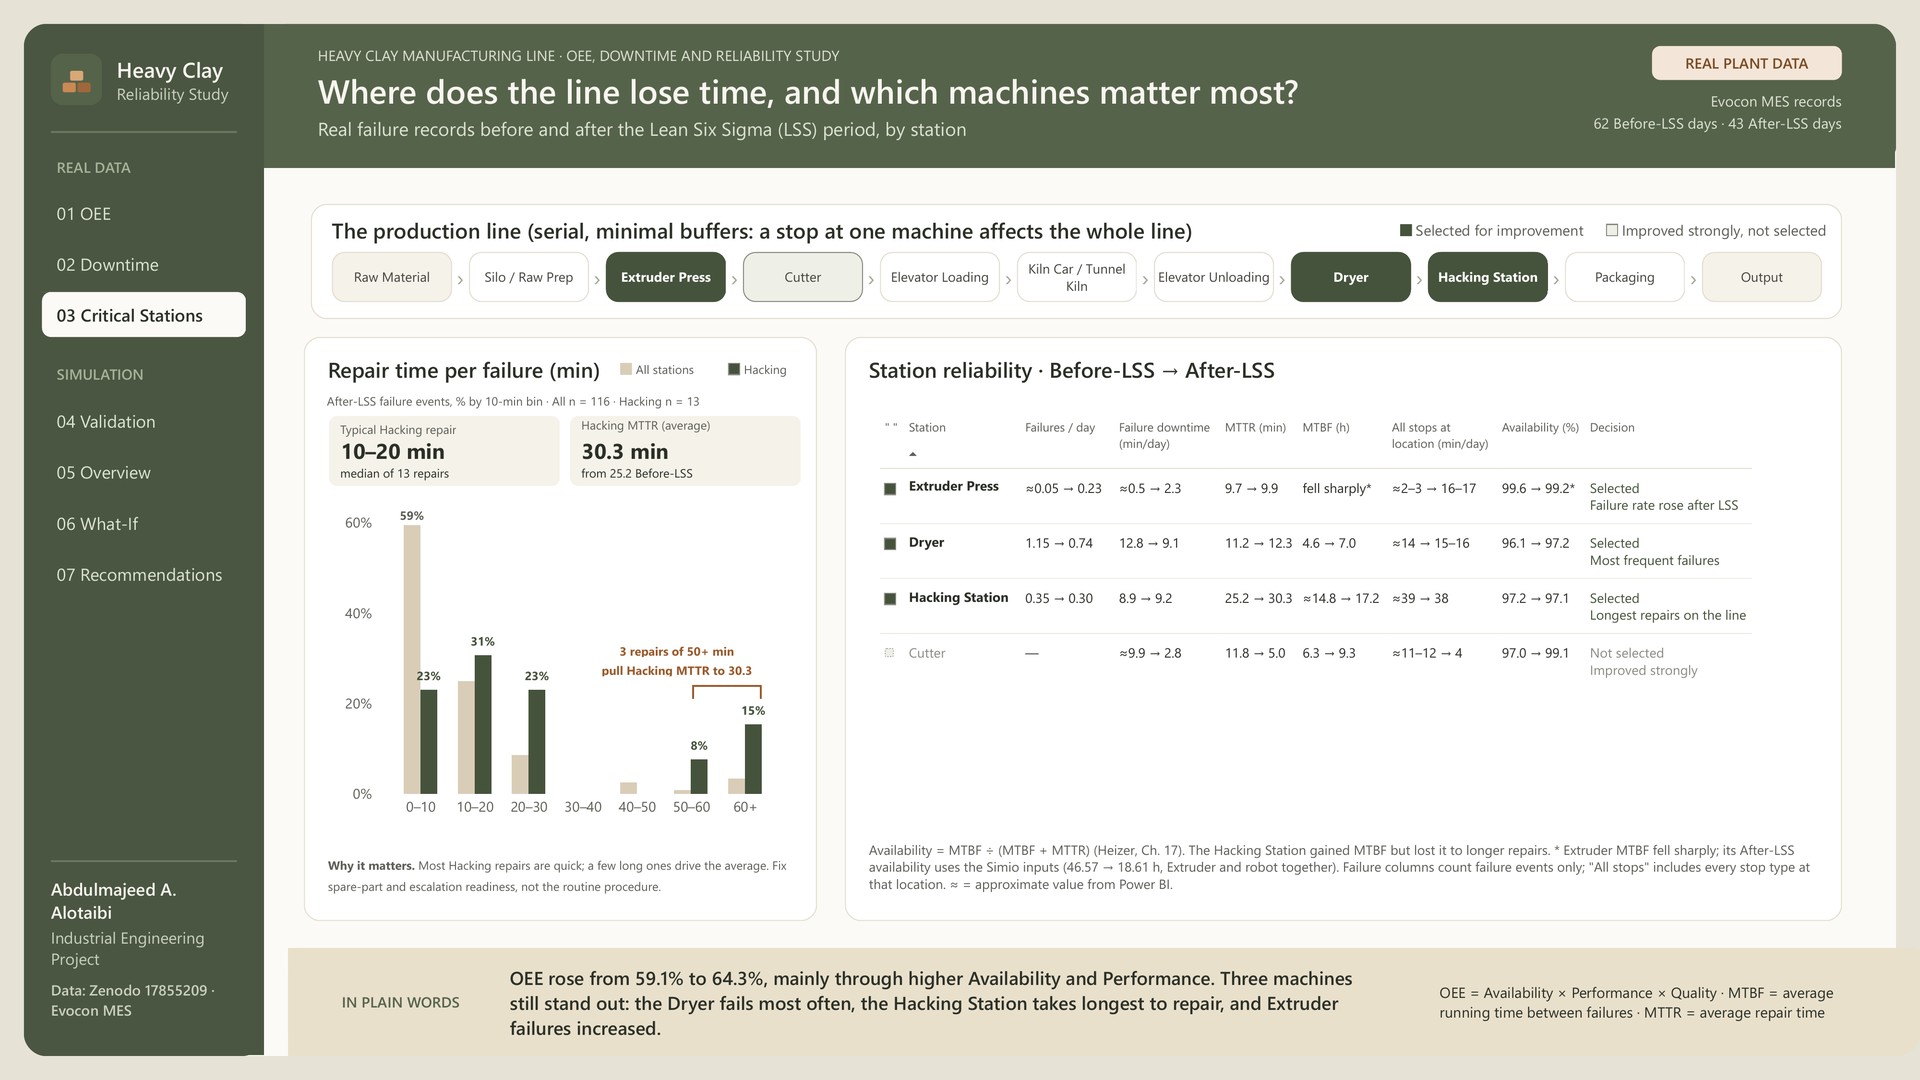 Heavy Clay
Reliability Study
REAL DATA
01 OEE
02 Downtime
03 Critical Stations
SIMULATION
04 Validation
05 Overview
06 What-If
07 Recommendations
Abdulmajeed A.
Alotaibi
Industrial Engineering
Project
Data: Zenodo 17855209 ·
Evocon MES
HEAVY CLAY MANUFACTURING LINE · OEE, DOWNTIME AND RELIABILITY STUDY
Where does the line lose time, and which machines matter most?
Real failure records before and after the Lean Six Sigma (LSS) period, by station
REAL PLANT DATA
Evocon MES records
62 Before-LSS days · 43 After-LSS days
The production line (serial, minimal buffers: a stop at one machine affects the whole line)
Selected for improvement
Improved strongly, not selected
Raw Material › Silo / Raw Prep › Extruder Press › Cutter › Elevator Loading › Kiln Car / Tunnel Kiln › Elevator Unloading › Dryer › Hacking Station › Packaging › Output
Repair time per failure (min)
All stations
Hacking
After-LSS failure events, % by 10-min bin · All n = 116 · Hacking n = 13
Typical Hacking repair
10–20 min
median of 13 repairs
Hacking MTTR (average)
30.3 min
from 25.2 Before-LSS
60%
40%
20%
0%
59%
23%
31%
23%
8%
15%
3 repairs of 50+ min
pull Hacking MTTR to 30.3
0–10 10–20 20–30 30–40 40–50 50–60 60+
Why it matters. Most Hacking repairs are quick; a few long ones drive the average. Fix
spare-part and escalation readiness, not the routine procedure.
Station reliability · Before-LSS → After-LSS
" " Station Failures / day Failure downtime (min/day) MTTR (min) MTBF (h) All stops at location (min/day) Availability (%) Decision
Extruder Press ≈0.05 → 0.23 ≈0.5 → 2.3 9.7 → 9.9 fell sharply* ≈2–3 → 16–17 99.6 → 99.2* Selected
Failure rate rose after LSS
Dryer 1.15 → 0.74 12.8 → 9.1 11.2 → 12.3 4.6 → 7.0 ≈14 → 15–16 96.1 → 97.2 Selected
Most frequent failures
Hacking Station 0.35 → 0.30 8.9 → 9.2 25.2 → 30.3 ≈14.8 → 17.2 ≈39 → 38 97.2 → 97.1 Selected
Longest repairs on the line
Cutter — ≈9.9 → 2.8 11.8 → 5.0 6.3 → 9.3 ≈11–12 → 4 97.0 → 99.1 Not selected
Improved strongly
Availability = MTBF ÷ (MTBF + MTTR) (Heizer, Ch. 17). The Hacking Station gained MTBF but lost it to longer repairs. * Extruder MTBF fell sharply; its After-LSS
availability uses the Simio inputs (46.57 → 18.61 h, Extruder and robot together). Failure columns count failure events only; "All stops" includes every stop type at
that location. ≈ = approximate value from Power BI.
IN PLAIN WORDS
OEE rose from 59.1% to 64.3%, mainly through higher Availability and Performance. Three machines
still stand out: the Dryer fails most often, the Hacking Station takes longest to repair, and Extruder
failures increased.
OEE = Availability × Performance × Quality · MTBF = average
running time between failures · MTTR = average repair time